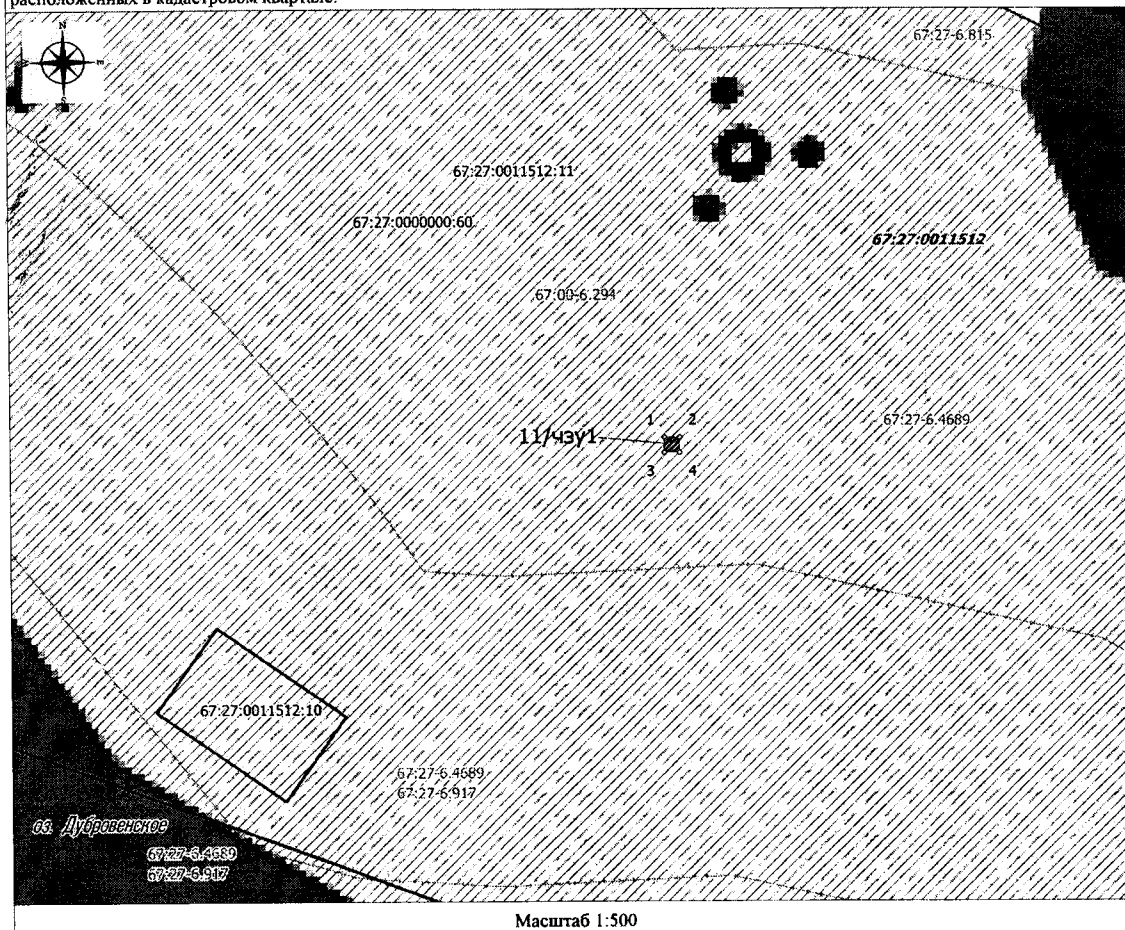 расположенных в кадастровом квартале.
N
E
S
67:27-6.815
67:27:0011512:11
67:27:0000000:60
67:27:0011512
67:00-6.294
67:27-6.4689
1 2
11/чзу1
3 4
67:27:0011512:10
67:27-6.4689
67:27-6.917
оз. Дубровенское
67:27-6.4689
67:27-6.917
Масштаб 1:500